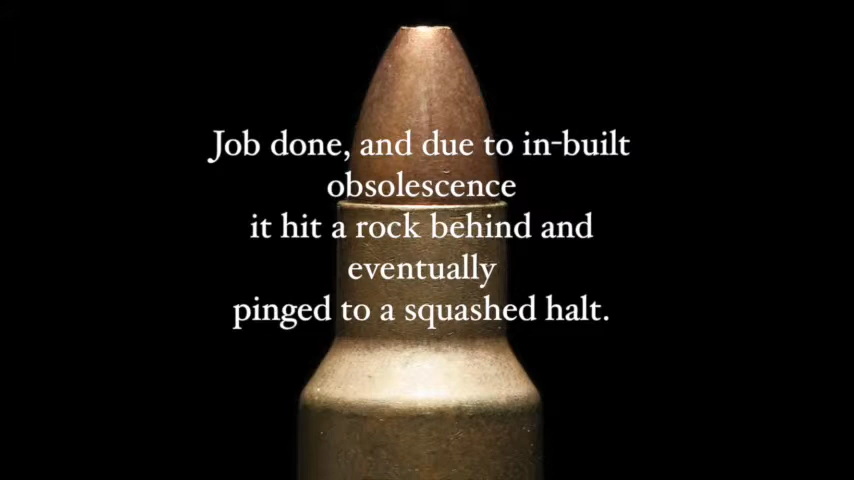 Job done, and due to in-built
obsolescence
it hit a rock behind and
eventually
pinged to a squashed halt.